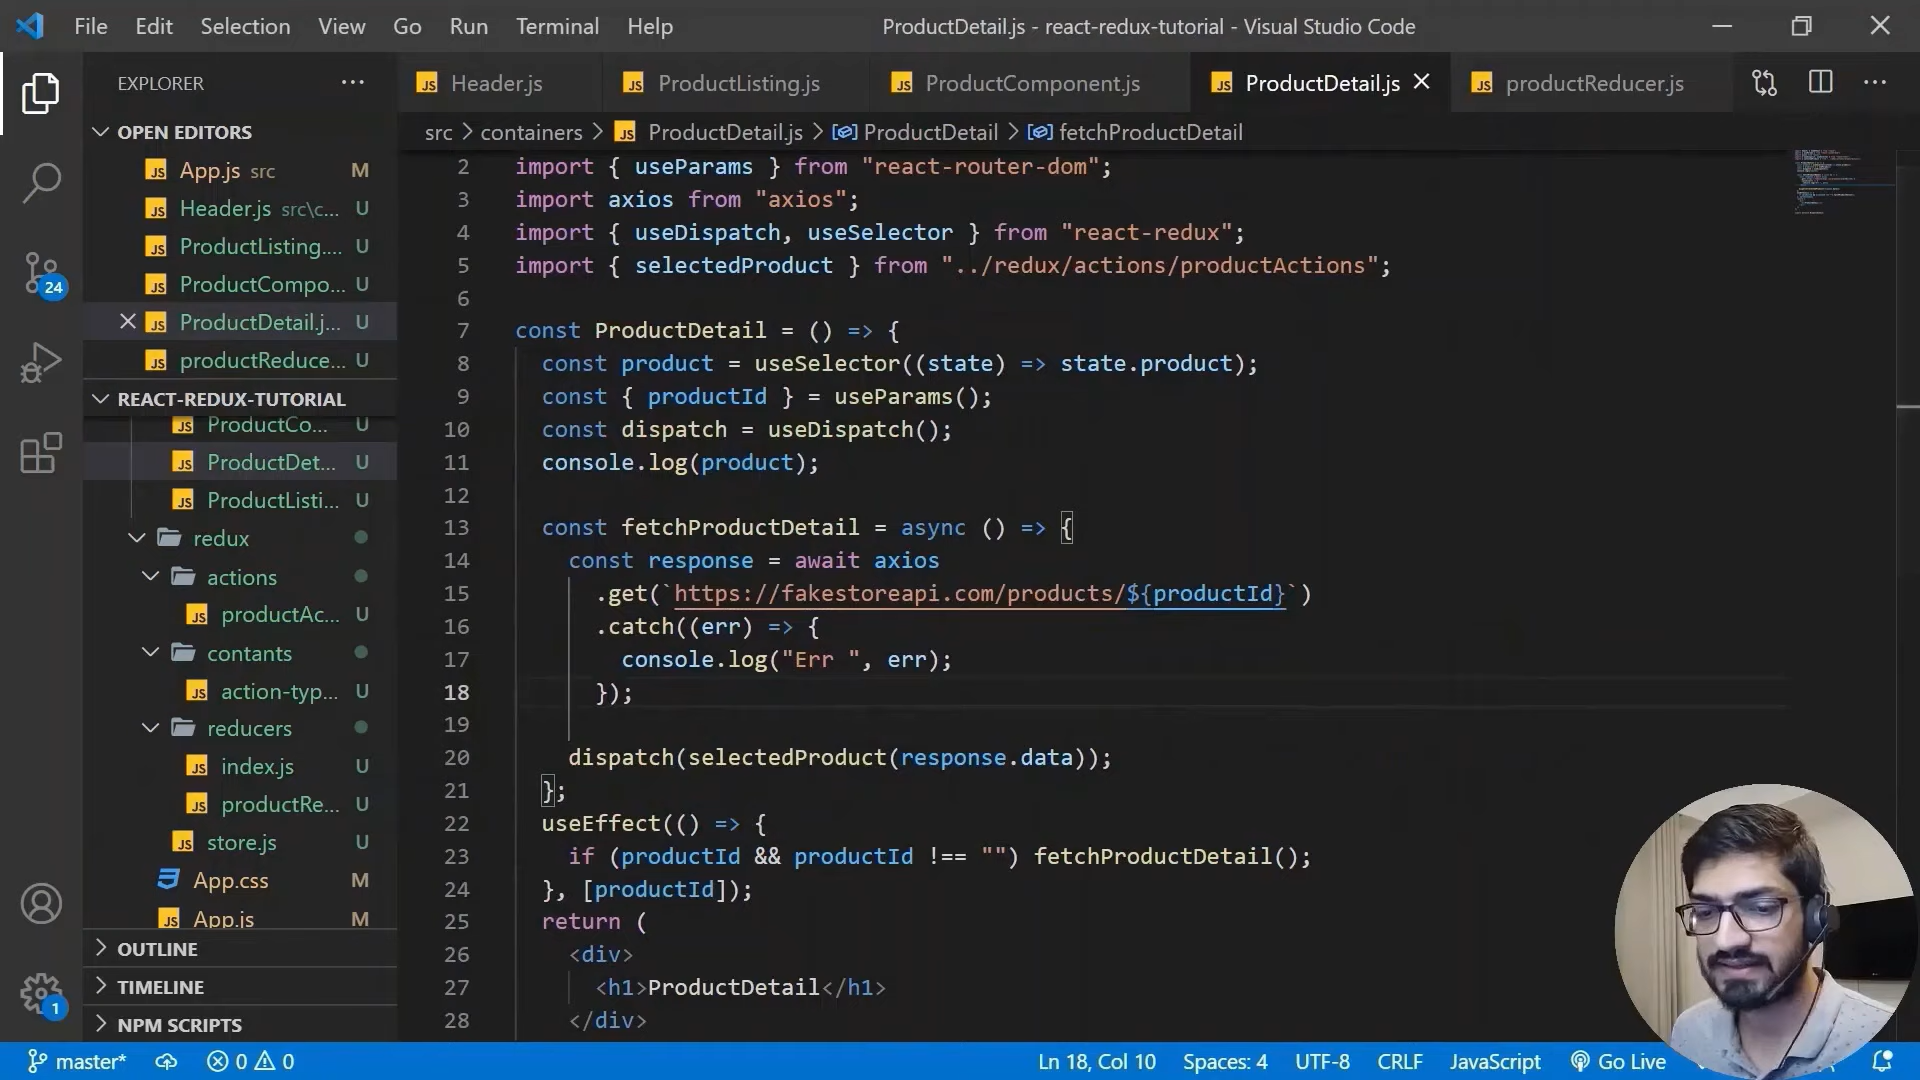 File Edit Selection View Go Run Terminal Help
ProductDetail.js - react-redux-tutorial - Visual Studio Code
EXPLORER
OPEN EDITORS
App.js src M
Header.js src\c... U
ProductListing.... U
ProductCompo... U
ProductDetail.j... U
productReduce... U
REACT-REDUX-TUTORIAL
ProductCo... U
ProductDet... U
ProductListi... U
redux
actions
productAc... U
contants
action-typ... U
reducers
index.js U
productRe... U
store.js U
App.css M
App.js M
OUTLINE
TIMELINE
NPM SCRIPTS
24
1
Header.js ProductListing.js ProductComponent.js ProductDetail.js productReducer.js
src > containers > ProductDetail.js > ProductDetail > fetchProductDetail
2 import { useParams } from "react-router-dom";
3 import axios from "axios";
4 import { useDispatch, useSelector } from "react-redux";
5 import { selectedProduct } from "../redux/actions/productActions";
6
7 const ProductDetail = () => {
8 const product = useSelector((state) => state.product);
9 const { productId } = useParams();
10 const dispatch = useDispatch();
11 console.log(product);
12
13 const fetchProductDetail = async () => {
14 const response = await axios
15 .get(`https://fakestoreapi.com/products/${productId}`)
16 .catch((err) => {
17 console.log("Err ", err);
18 });
19
20 dispatch(selectedProduct(response.data));
21 };
22 useEffect(() => {
23 if (productId && productId !== "") fetchProductDetail();
24 }, [productId]);
25 return (
26 <div>
27 <h1>ProductDetail</h1>
28 </div>
master* 0 0 Ln 18, Col 10 Spaces: 4 UTF-8 CRLF JavaScript Go Live